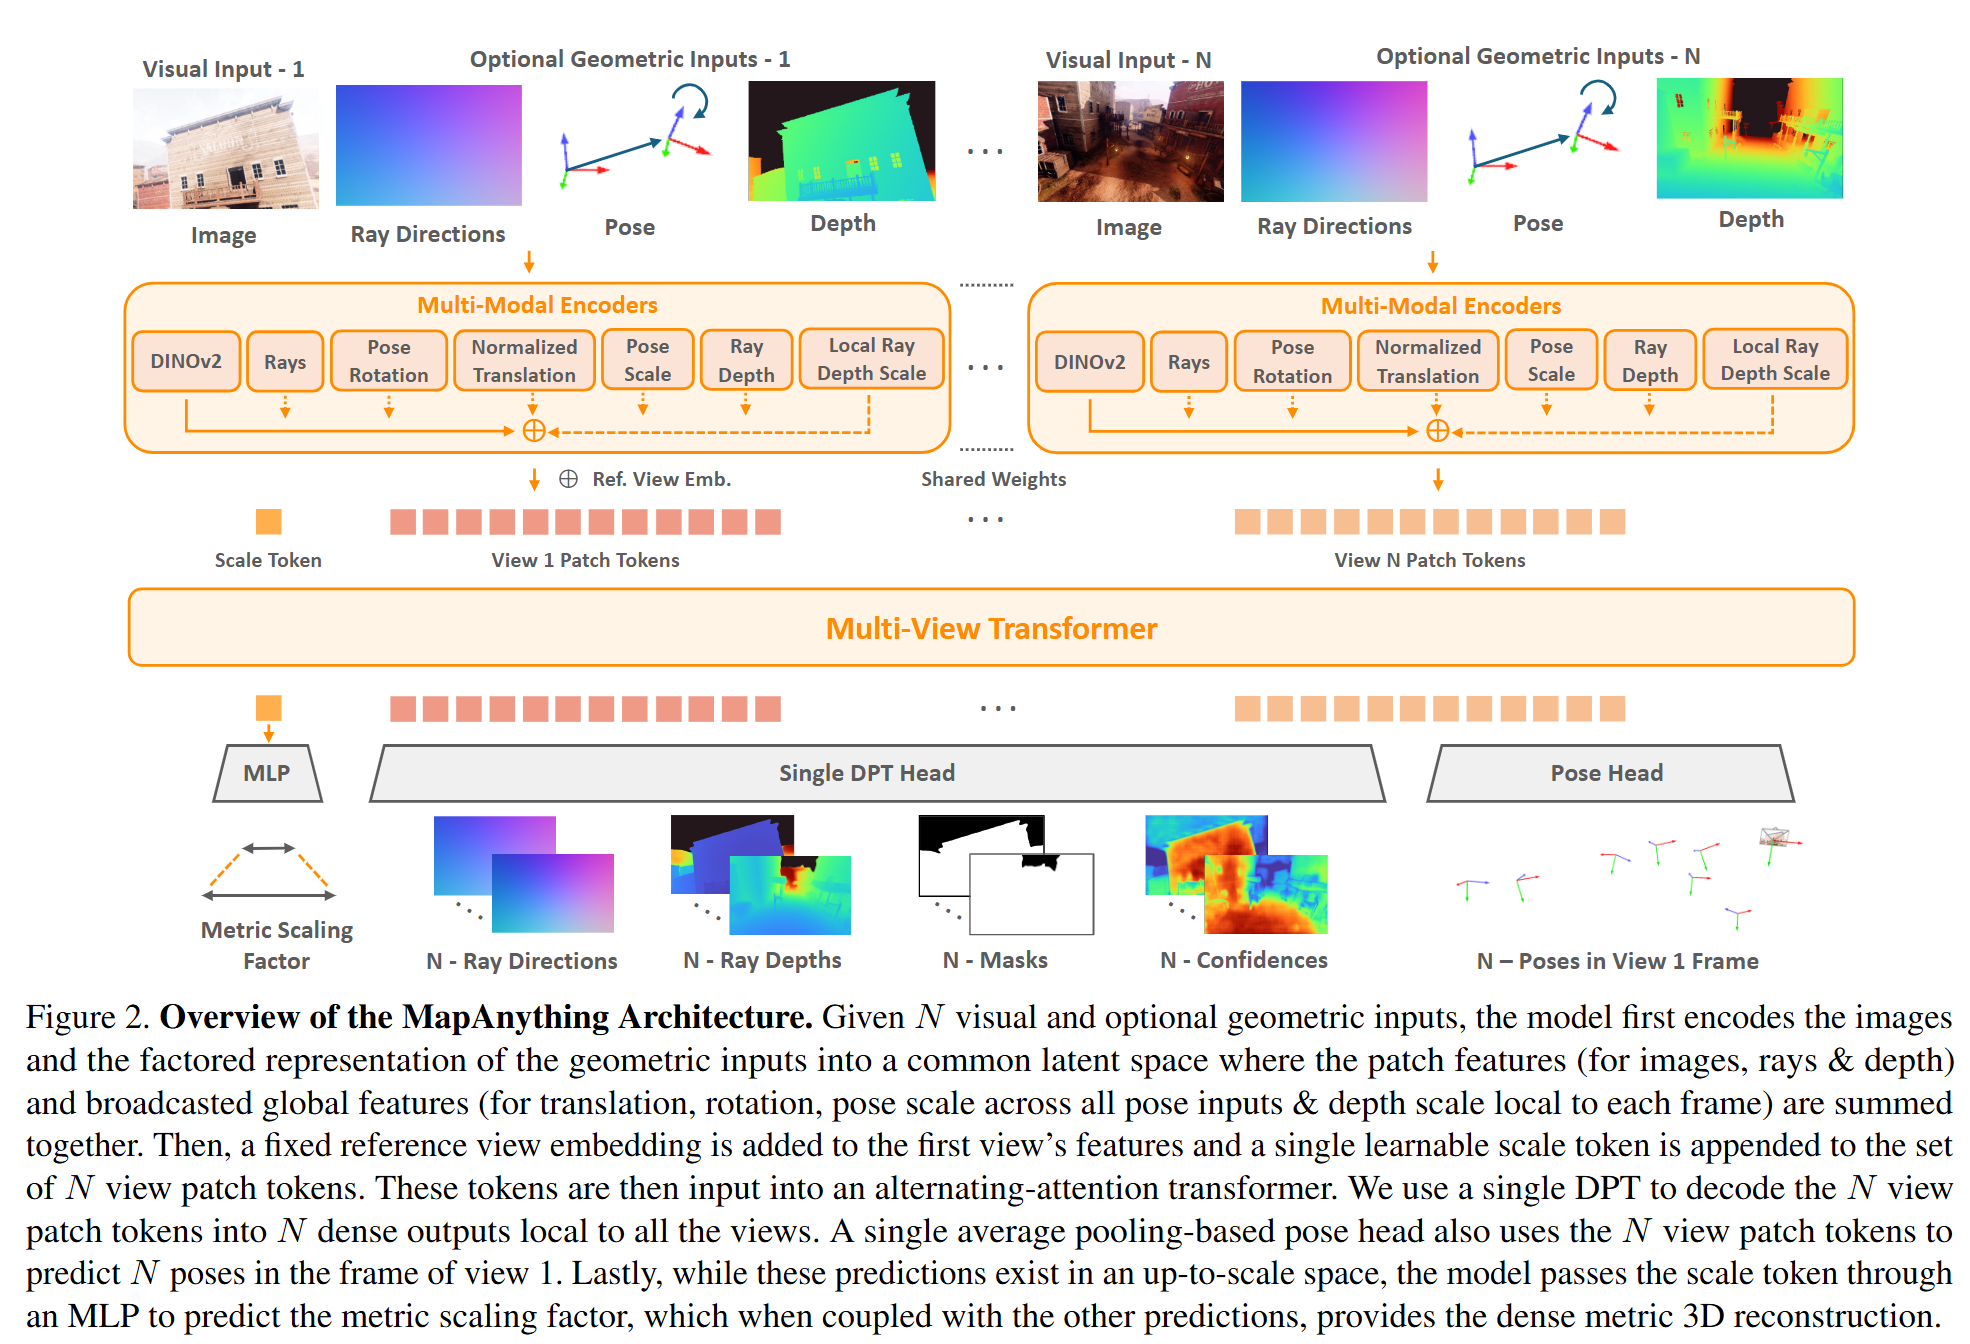 Visual Input - 1
Optional Geometric Inputs - 1
Visual Input - N
Optional Geometric Inputs - N
Image
Ray Directions
Pose
Depth
. . .
Image
Ray Directions
Pose
Depth
Multi-Modal Encoders
DINOv2
Rays
Pose
Rotation
Normalized
Translation
Pose
Scale
Ray
Depth
Local Ray
Depth Scale
. . .
Multi-Modal Encoders
DINOv2
Rays
Pose
Rotation
Normalized
Translation
Pose
Scale
Ray
Depth
Local Ray
Depth Scale
⊕ Ref. View Emb.
Shared Weights
. . .
Scale Token
View 1 Patch Tokens
View N Patch Tokens
Multi-View Transformer
. . .
MLP
Single DPT Head
Pose Head
Metric Scaling
Factor
N - Ray Directions
N - Ray Depths
N - Masks
N - Confidences
N – Poses in View 1 Frame
Figure 2. Overview of the MapAnything Architecture. Given N visual and optional geometric inputs, the model first encodes the images
and the factored representation of the geometric inputs into a common latent space where the patch features (for images, rays & depth)
and broadcasted global features (for translation, rotation, pose scale across all pose inputs & depth scale local to each frame) are summed
together. Then, a fixed reference view embedding is added to the first view's features and a single learnable scale token is appended to the set
of N view patch tokens. These tokens are then input into an alternating-attention transformer. We use a single DPT to decode the N view
patch tokens into N dense outputs local to all the views. A single average pooling-based pose head also uses the N view patch tokens to
predict N poses in the frame of view 1. Lastly, while these predictions exist in an up-to-scale space, the model passes the scale token through
an MLP to predict the metric scaling factor, which when coupled with the other predictions, provides the dense metric 3D reconstruction.